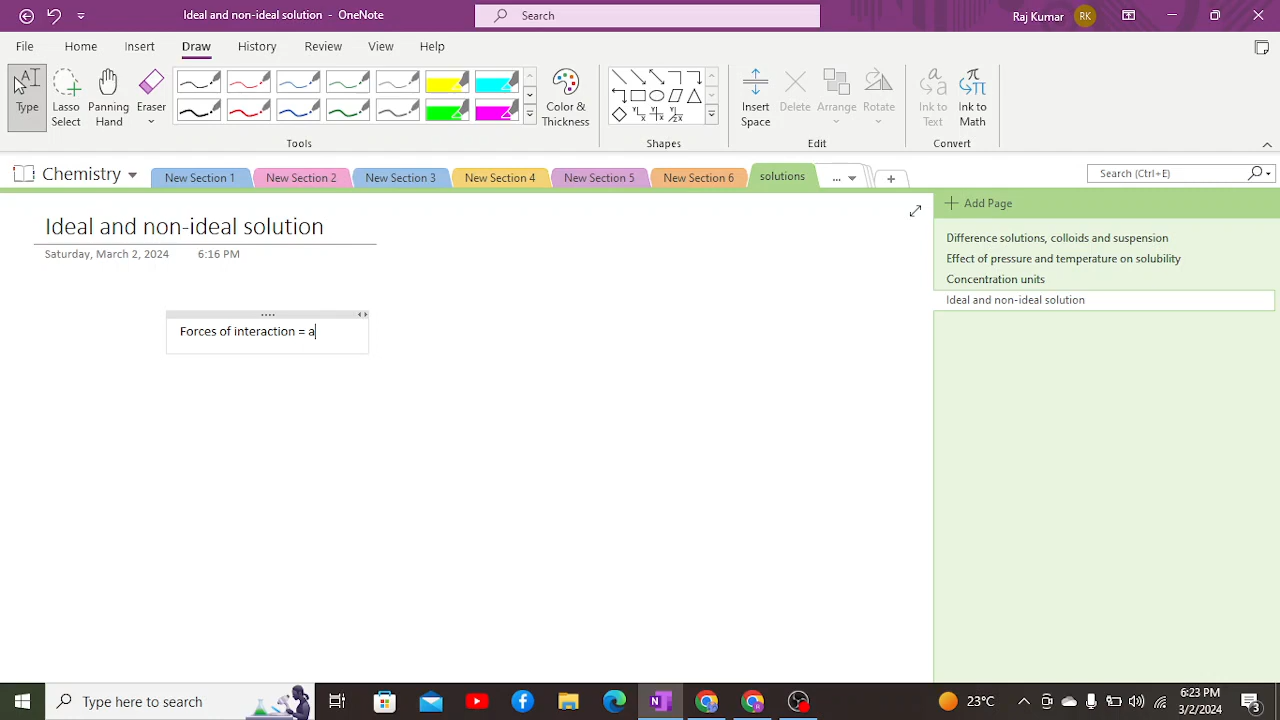 Ideal and non-ideal solution - OneNote
Search
Raj Kumar
RK
File
Home
Insert
Draw
History
Review
View
Help
Type
Lasso
Select
Panning
Hand
Eraser
Color &
Thickness
Insert
Space
Delete
Arrange
Rotate
Ink to
Text
Ink to
Math
Tools
Shapes
Edit
Convert
Chemistry
New Section 1
New Section 2
New Section 3
New Section 4
New Section 5
New Section 6
solutions
...
Search (Ctrl+E)
Ideal and non-ideal solution
Saturday, March 2, 2024
6:16 PM
Add Page
Difference solutions, colloids and suspension
Effect of pressure and temperature on solubility
Concentration units
Ideal and non-ideal solution
Forces of interaction = a
Type here to search
23°C
6:23 PM
3/2/2024
3